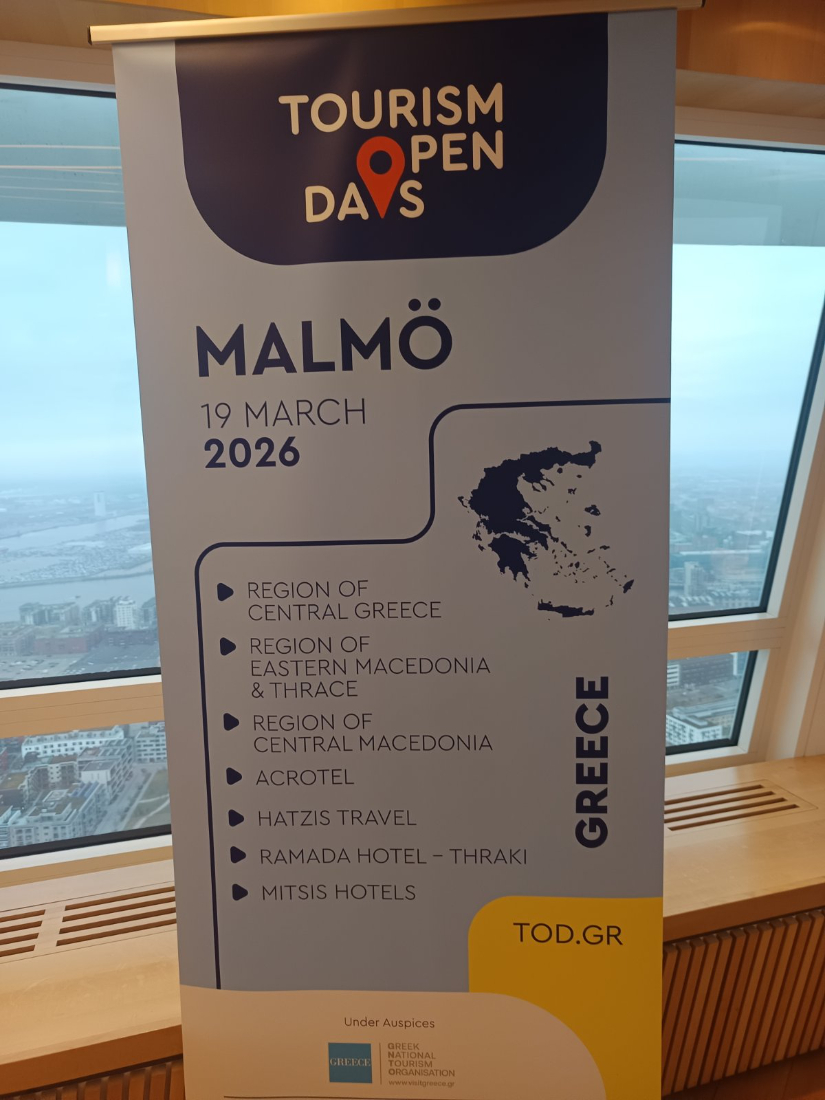 TOURISM
OPEN
DAYS
MALMÖ
19 MARCH
2026
REGION OF
CENTRAL GREECE
REGION OF
EASTERN MACEDONIA
& THRACE
REGION OF
CENTRAL MACEDONIA
ACROTEL
HATZIS TRAVEL
RAMADA HOTEL – THRAKI
MITSIS HOTELS
GREECE
TOD.GR
Under Auspices
GREECE
GREEK
NATIONAL
TOURISM
ORGANISATION
www.visitgreece.gr